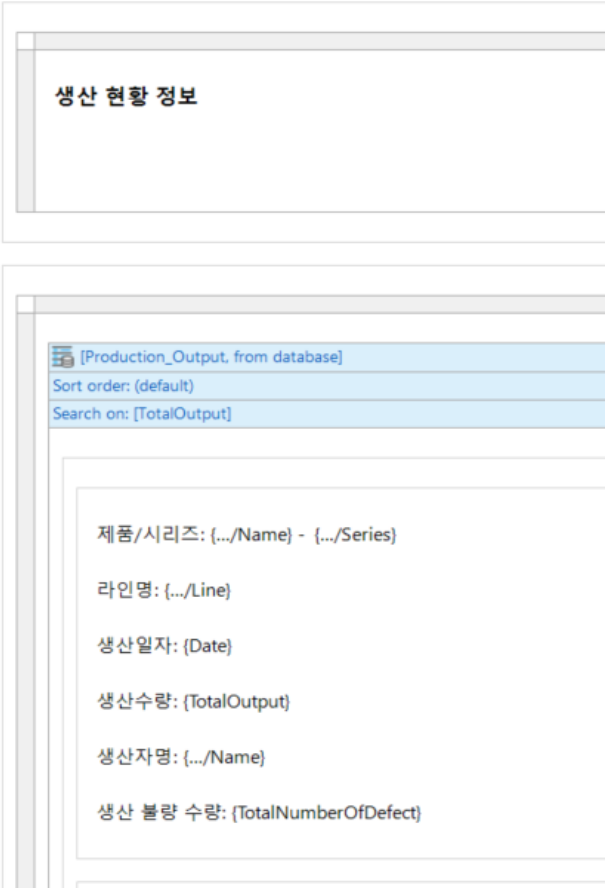 생산 현황 정보
[Production_Output, from database]
Sort order: (default)
Search on: [TotalOutput]
제품/시리즈: {.../Name} - {.../Series}
라인명: {.../Line}
생산일자: {Date}
생산수량: {TotalOutput}
생산자명: {.../Name}
생산 불량 수량: {TotalNumberOfDefect}